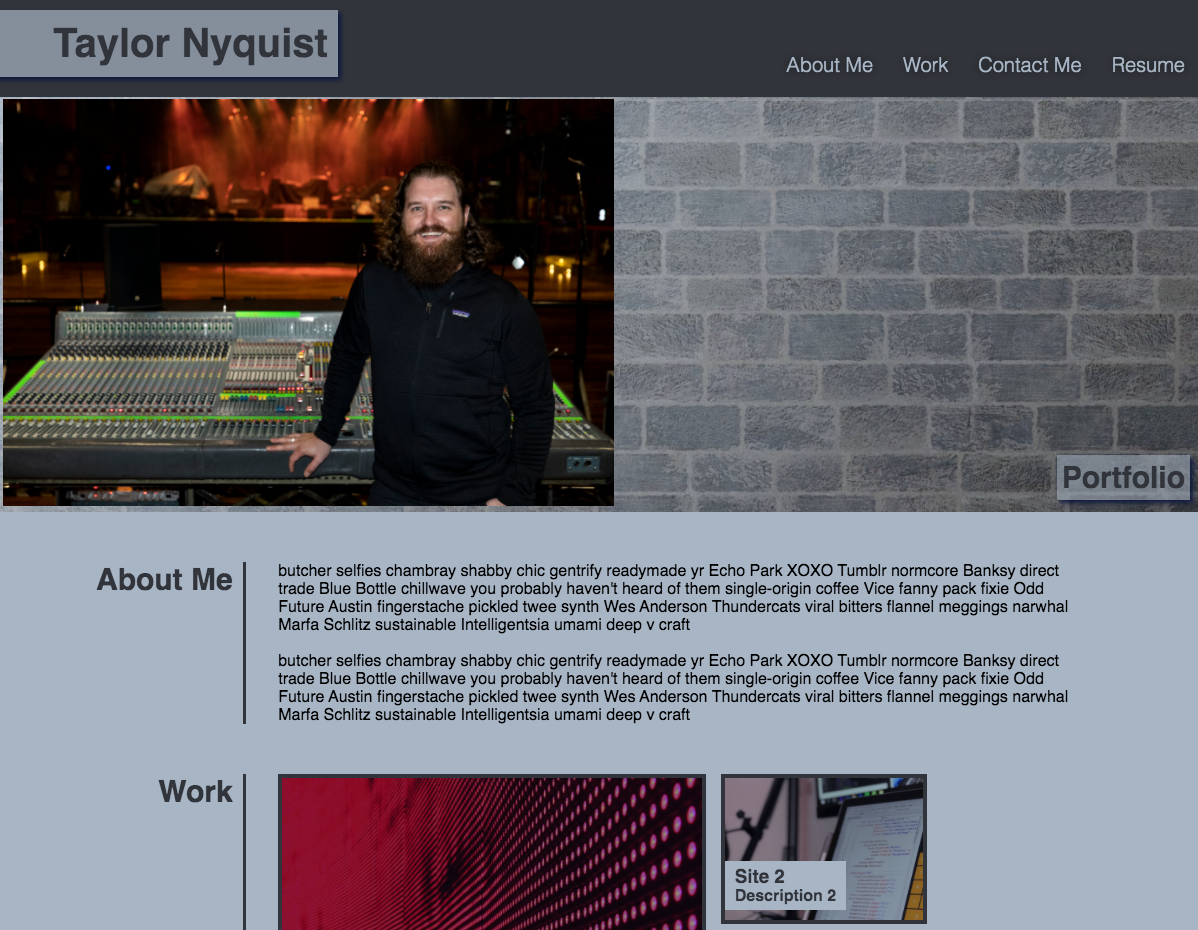 Taylor Nyquist
About Me Work Contact Me Resume
Portfolio
About Me
butcher selfies chambray shabby chic gentrify readymade yr Echo Park XOXO Tumblr normcore Banksy direct
trade Blue Bottle chillwave you probably haven't heard of them single-origin coffee Vice fanny pack fixie Odd
Future Austin fingerstache pickled twee synth Wes Anderson Thundercats viral bitters flannel meggings narwhal
Marfa Schlitz sustainable Intelligentsia umami deep v craft
butcher selfies chambray shabby chic gentrify readymade yr Echo Park XOXO Tumblr normcore Banksy direct
trade Blue Bottle chillwave you probably haven't heard of them single-origin coffee Vice fanny pack fixie Odd
Future Austin fingerstache pickled twee synth Wes Anderson Thundercats viral bitters flannel meggings narwhal
Marfa Schlitz sustainable Intelligentsia umami deep v craft
Work
Site 2
Description 2